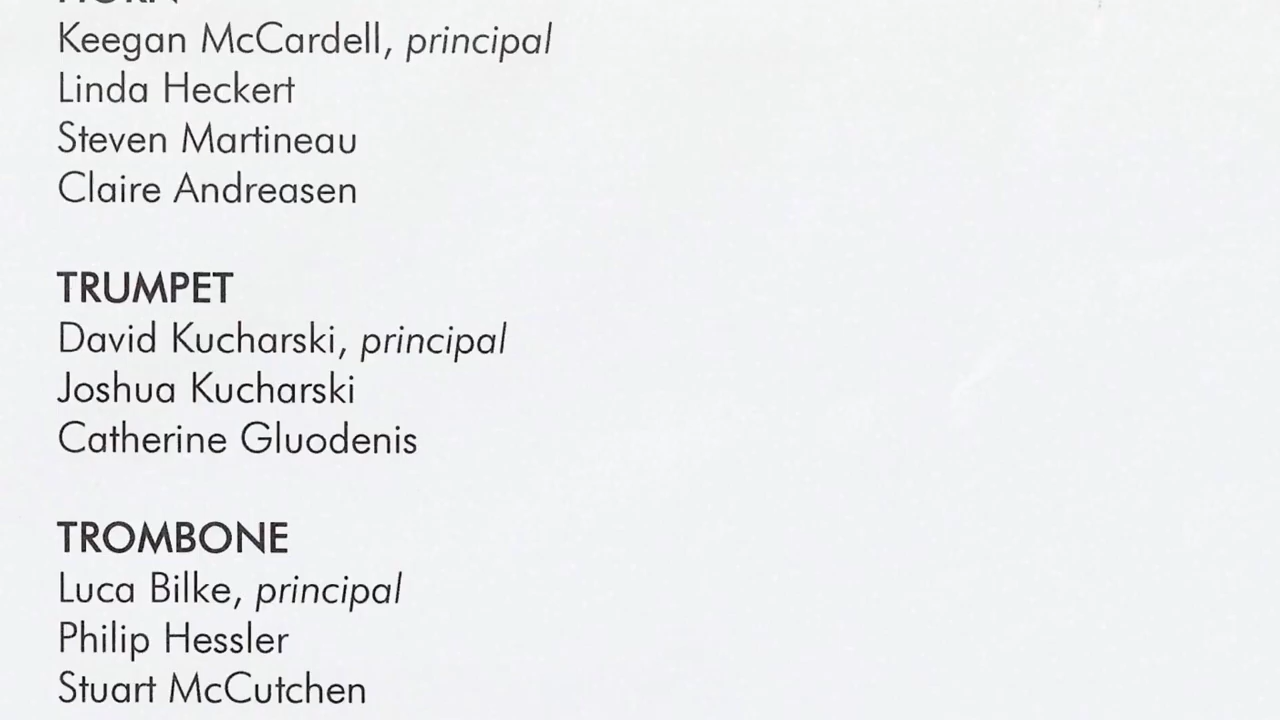 HORN
Keegan McCardell, principal
Linda Heckert
Steven Martineau
Claire Andreasen
TRUMPET
David Kucharski, principal
Joshua Kucharski
Catherine Gluodenis
TROMBONE
Luca Bilke, principal
Philip Hessler
Stuart McCutchen